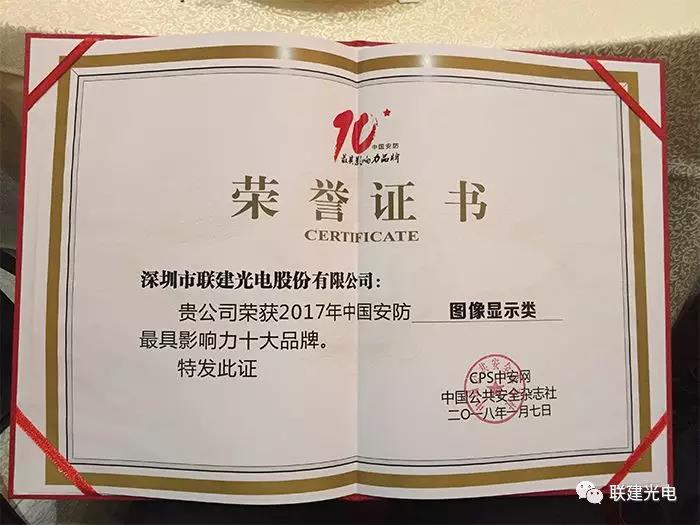 10
中国安防
最具影响力品牌
荣誉证书
CERTIFICATE
深圳市联建光电股份有限公司：
贵公司荣获2017年中国安防 图像显示类
最具影响力十大品牌。
特发此证
CPS中安网
中国公共安全杂志社
二〇一八年一月七日
联建光电